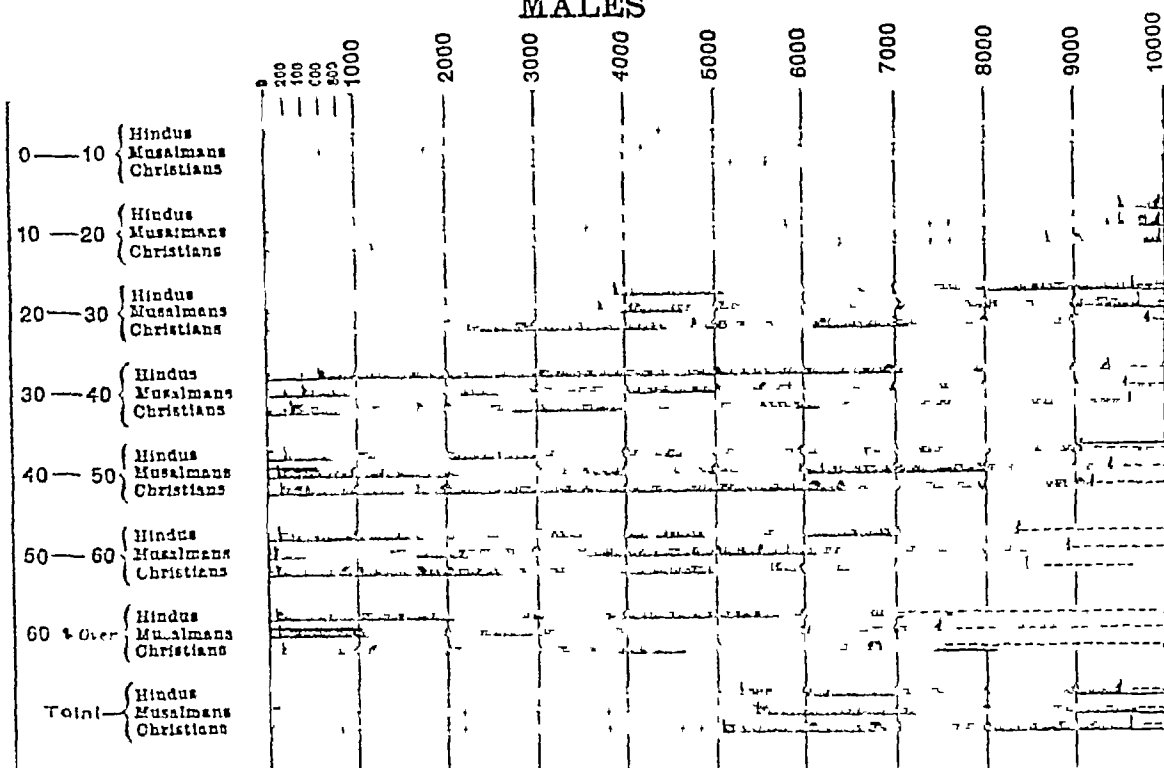 MALES
0 200 400 600 800 1000 2000 3000 4000 5000 6000 7000 8000 9000 10000
0—10
Hindus
Musalmans
Christians
10—20
Hindus
Musalmans
Christians
20—30
Hindus
Musalmans
Christians
30—40
Hindus
Musalmans
Christians
40—50
Hindus
Musalmans
Christians
50—60
Hindus
Musalmans
Christians
60 & Over
Hindus
Musalmans
Christians
Total
Hindus
Musalmans
Christians